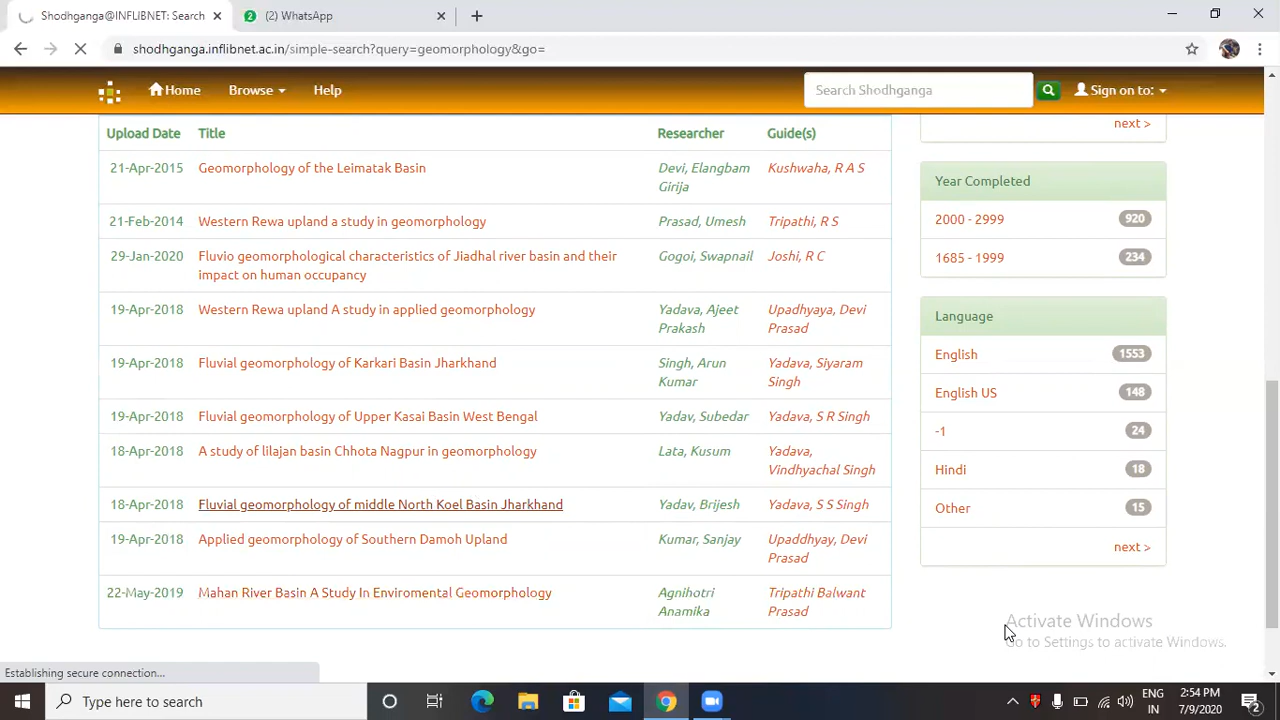 Shodhganga@INFLIBNET: Search
(2) WhatsApp
shodhganga.inflibnet.ac.in/simple-search?query=geomorphology&go=
Home Browse Help Search Shodhganga Sign on to:
Upload Date Title Researcher Guide(s)
21-Apr-2015 Geomorphology of the Leimatak Basin Devi, Elangbam Kushwaha, R A S
Girija
21-Feb-2014 Western Rewa upland a study in geomorphology Prasad, Umesh Tripathi, R S
29-Jan-2020 Fluvio geomorphological characteristics of Jiadhal river basin and their Gogoi, Swapnail Joshi, R C
impact on human occupancy
19-Apr-2018 Western Rewa upland A study in applied geomorphology Yadava, Ajeet Upadhyaya, Devi
Prakash Prasad
19-Apr-2018 Fluvial geomorphology of Karkari Basin Jharkhand Singh, Arun Yadava, Siyaram
Kumar Singh
19-Apr-2018 Fluvial geomorphology of Upper Kasai Basin West Bengal Yadav, Subedar Yadava, S R Singh
18-Apr-2018 A study of lilajan basin Chhota Nagpur in geomorphology Lata, Kusum Yadava,
Vindhyachal Singh
18-Apr-2018 Fluvial geomorphology of middle North Koel Basin Jharkhand Yadav, Brijesh Yadava, S S Singh
19-Apr-2018 Applied geomorphology of Southern Damoh Upland Kumar, Sanjay Upaddhyay, Devi
Prasad
22-May-2019 Mahan River Basin A Study In Enviromental Geomorphology Agnihotri Tripathi Balwant
Anamika Prasad
next >
Year Completed
2000 - 2999 920
1685 - 1999 234
Language
English 1553
English US 148
-1 24
Hindi 18
Other 15
next >
Activate Windows
Go to Settings to activate Windows.
Establishing secure connection...
Type here to search
ENG 2:54 PM
IN 7/9/2020
2